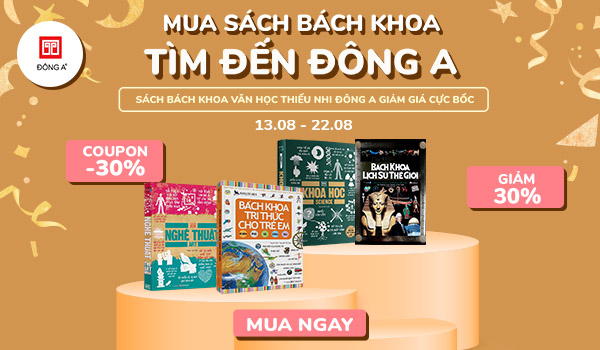 MUA SÁCH BÁCH KHOA
TÌM ĐẾN ĐÔNG A
ĐÔNG A
SÁCH BÁCH KHOA VĂN HỌC THIẾU NHI ĐÔNG A GIẢM GIÁ CỰC BỐC
13.08 - 22.08
COUPON
-30%
GIẢM
30%
NGHỆ THUẬT
BÁCH KHOA
TRI THỨC
CHO TRẺ EM
KHOA HỌC
SCIENCE
BÁCH KHOA
LỊCH SỬ THẾ GIỚI
MUA NGAY